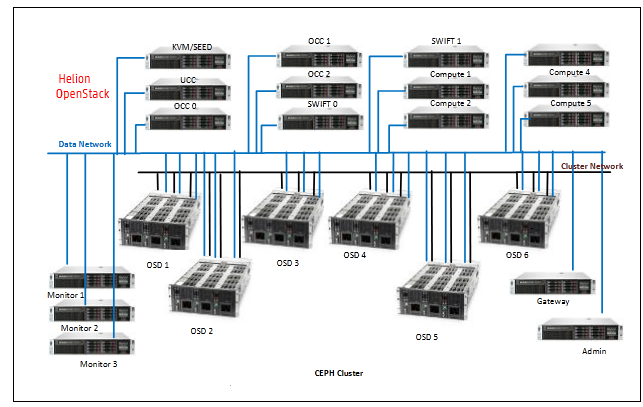 KVM/SEED
OCC 1
SWIFT 1
Helion
OpenStack
UCC
OCC 2
Compute 1
Compute 4
OCC 0
SWIFT 0
Compute 2
Compute 5
Data Network
Cluster Network
OSD 1
OSD 3
OSD 4
OSD 6
Monitor 1
Gateway
Monitor 2
OSD 2
OSD 5
Monitor 3
Admin
CEPH Cluster